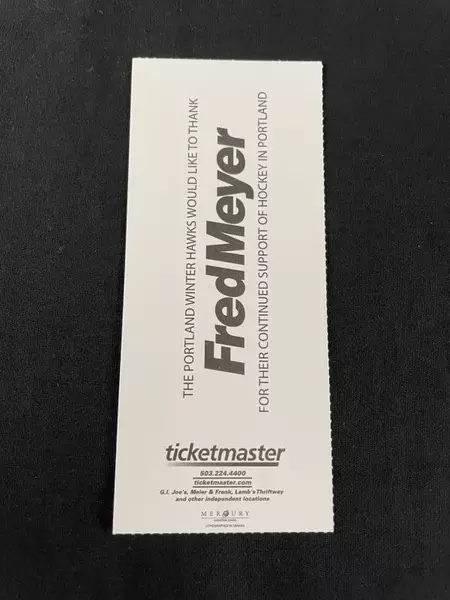 THE PORTLAND WINTER HAWKS WOULD LIKE TO THANK
FredMeyer
FOR THEIR CONTINUED SUPPORT OF HOCKEY IN PORTLAND
ticketmaster
503.224.4400
ticketmaster.com
G.I. Joe's, Meier & Frank, Lamb's Thriftway
and other independent locations
MERCURY